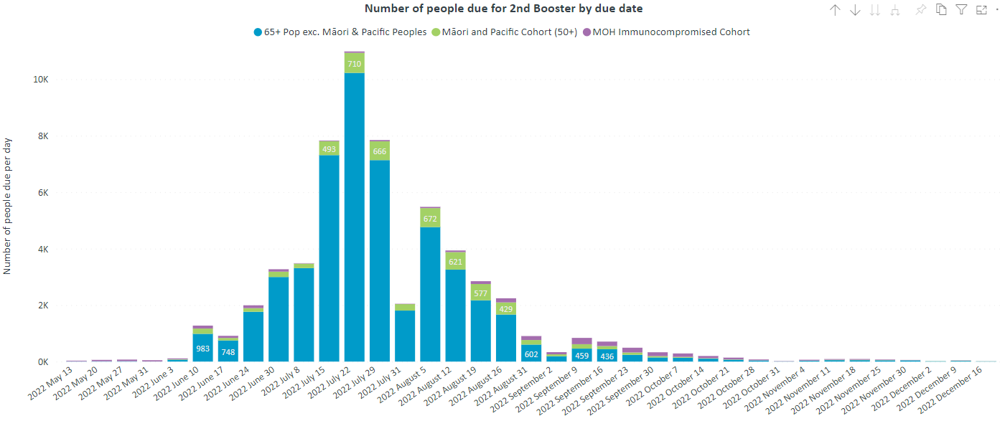 Number of people due for 2nd Booster by due date
65+ Pop exc. Māori & Pacific Peoples Māori and Pacific Cohort (50+) MOH Immunocompromised Cohort
Number of people due per day
10K
8K
6K
4K
2K
0K
983
748
493
710
666
672
621
577
429
602
459
436
2022 May 13
2022 May 20
2022 May 27
2022 May 31
2022 June 3
2022 June 10
2022 June 17
2022 June 24
2022 June 30
2022 July 8
2022 July 15
2022 July 22
2022 July 29
2022 July 31
2022 August 5
2022 August 12
2022 August 19
2022 August 26
2022 August 31
2022 September 2
2022 September 9
2022 September 16
2022 September 23
2022 September 30
2022 October 7
2022 October 14
2022 October 21
2022 October 28
2022 October 31
2022 November 4
2022 November 11
2022 November 18
2022 November 25
2022 November 30
2022 December 2
2022 December 9
2022 December 16